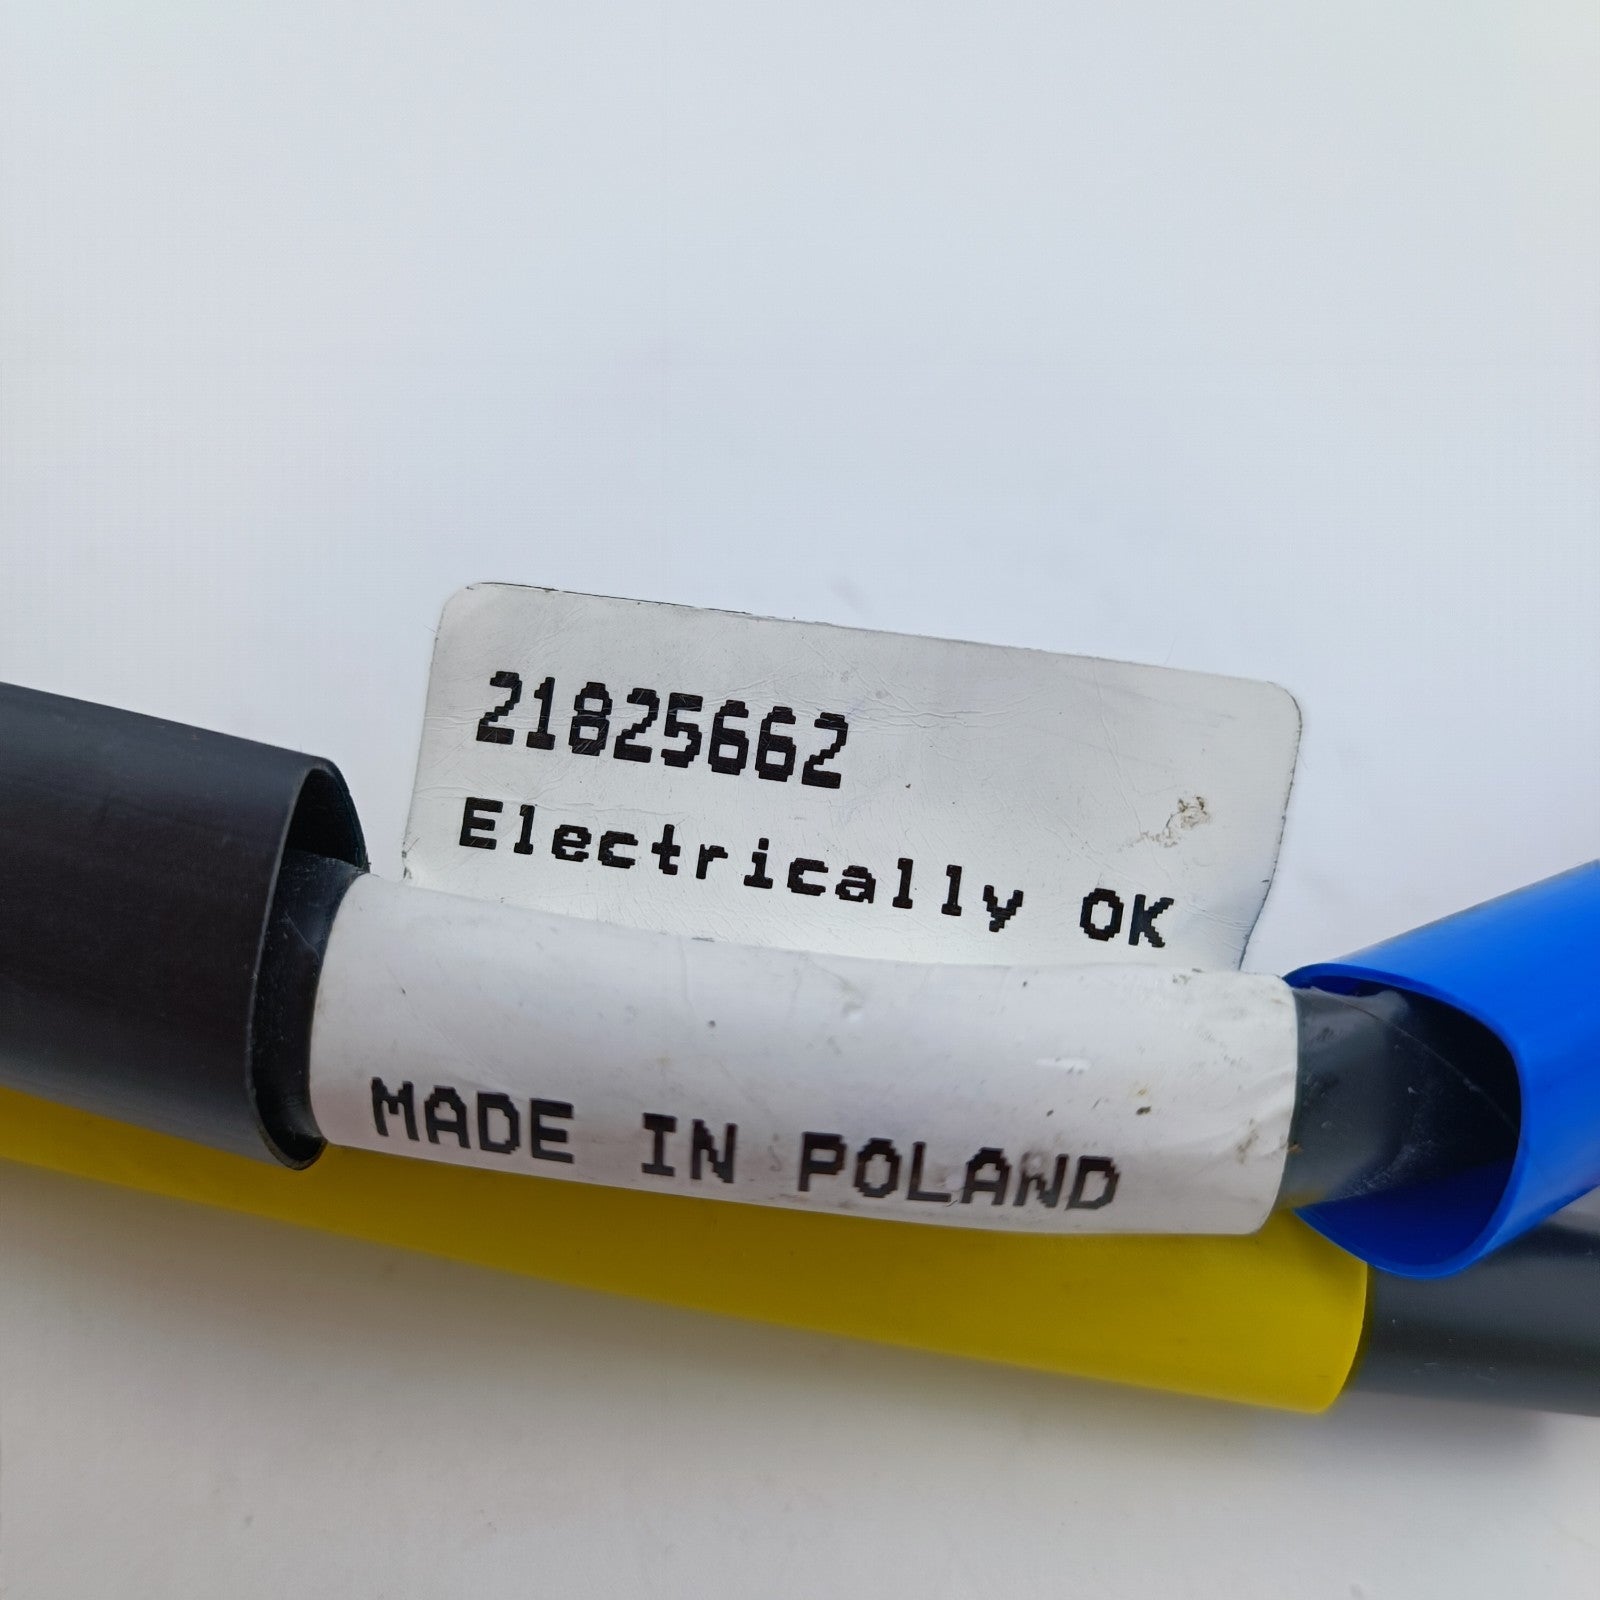 21825662
Electrically OK
MADE IN POLAND